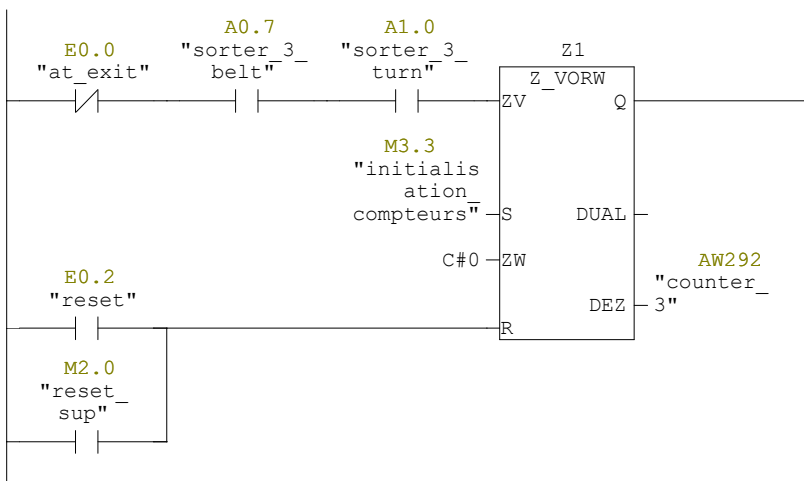 E0.0
"at_exit"
A0.7
"sorter_3_
belt"
A1.0
"sorter_3_
turn"
Z1
Z_VORW
ZV
Q
M3.3
"initialis
ation_
compteurs"
S
DUAL
C#0
ZW
AW292
"counter_
3"
DEZ
E0.2
"reset"
R
M2.0
"reset_
sup"